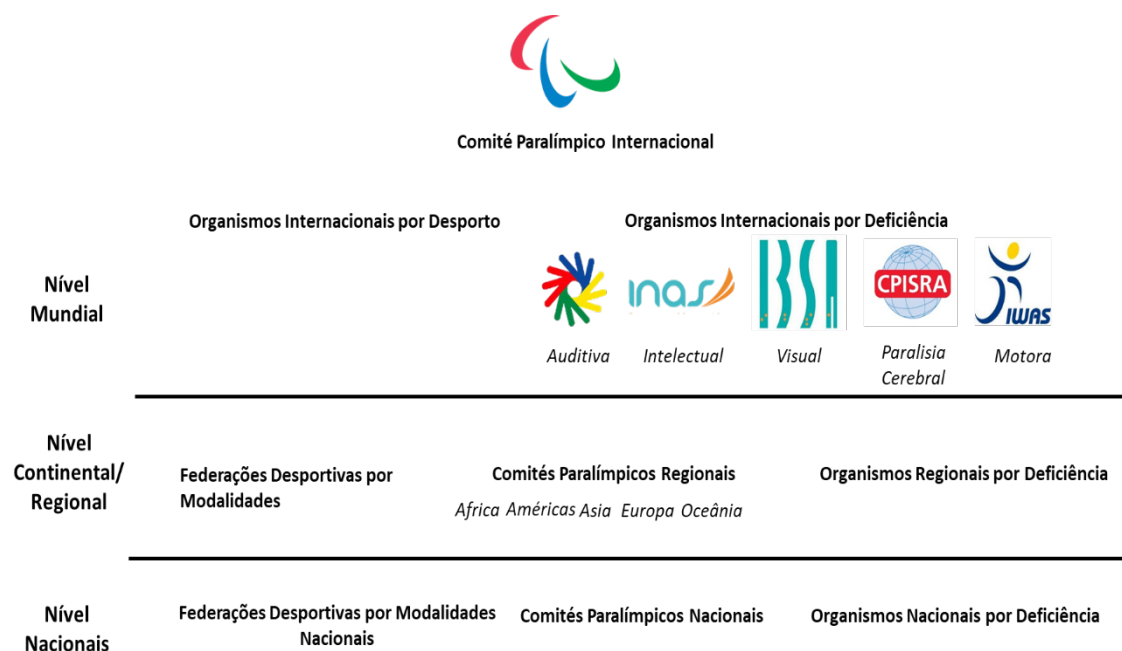 Comité Paralímpico Internacional
Organismos Internacionais por Desporto
Organismos Internacionais por Deficiência
Nível
Mundial
inas
IBSA
CPISRA
IWAS
Auditiva
Intelectual
Visual
Paralisia
Cerebral
Motora
Nível
Continental/
Regional
Federações Desportivas por
Modalidades
Comités Paralímpicos Regionais
Africa Américas Asia Europa Oceânia
Organismos Regionais por Deficiência
Nível
Nacionais
Federações Desportivas por Modalidades
Nacionais
Comités Paralímpicos Nacionais
Organismos Nacionais por Deficiência